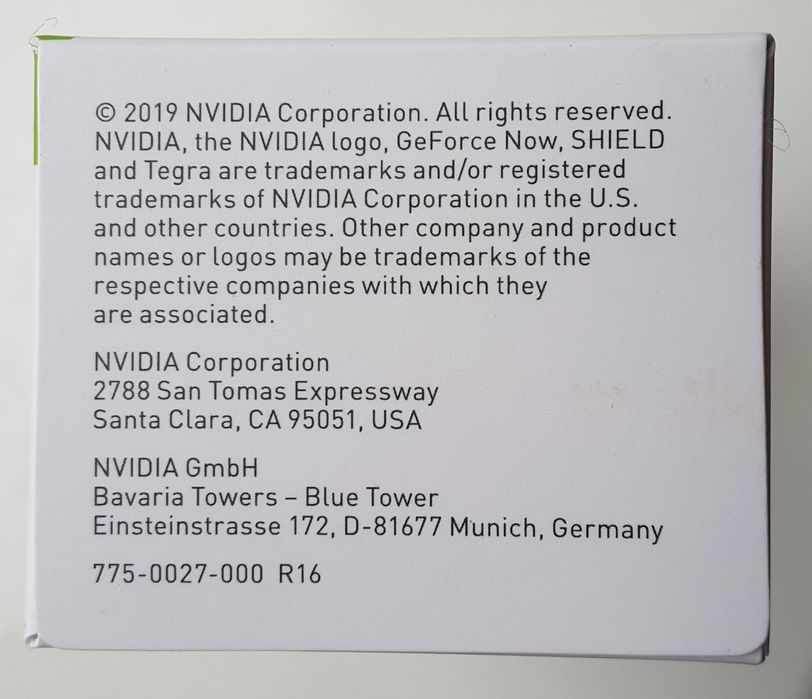 © 2019 NVIDIA Corporation. All rights reserved.
NVIDIA, the NVIDIA logo, GeForce Now, SHIELD
and Tegra are trademarks and/or registered
trademarks of NVIDIA Corporation in the U.S.
and other countries. Other company and product
names or logos may be trademarks of the
respective companies with which they
are associated.
NVIDIA Corporation
2788 San Tomas Expressway
Santa Clara, CA 95051, USA
NVIDIA GmbH
Bavaria Towers – Blue Tower
Einsteinstrasse 172, D-81677 Munich, Germany
775-0027-000 R16